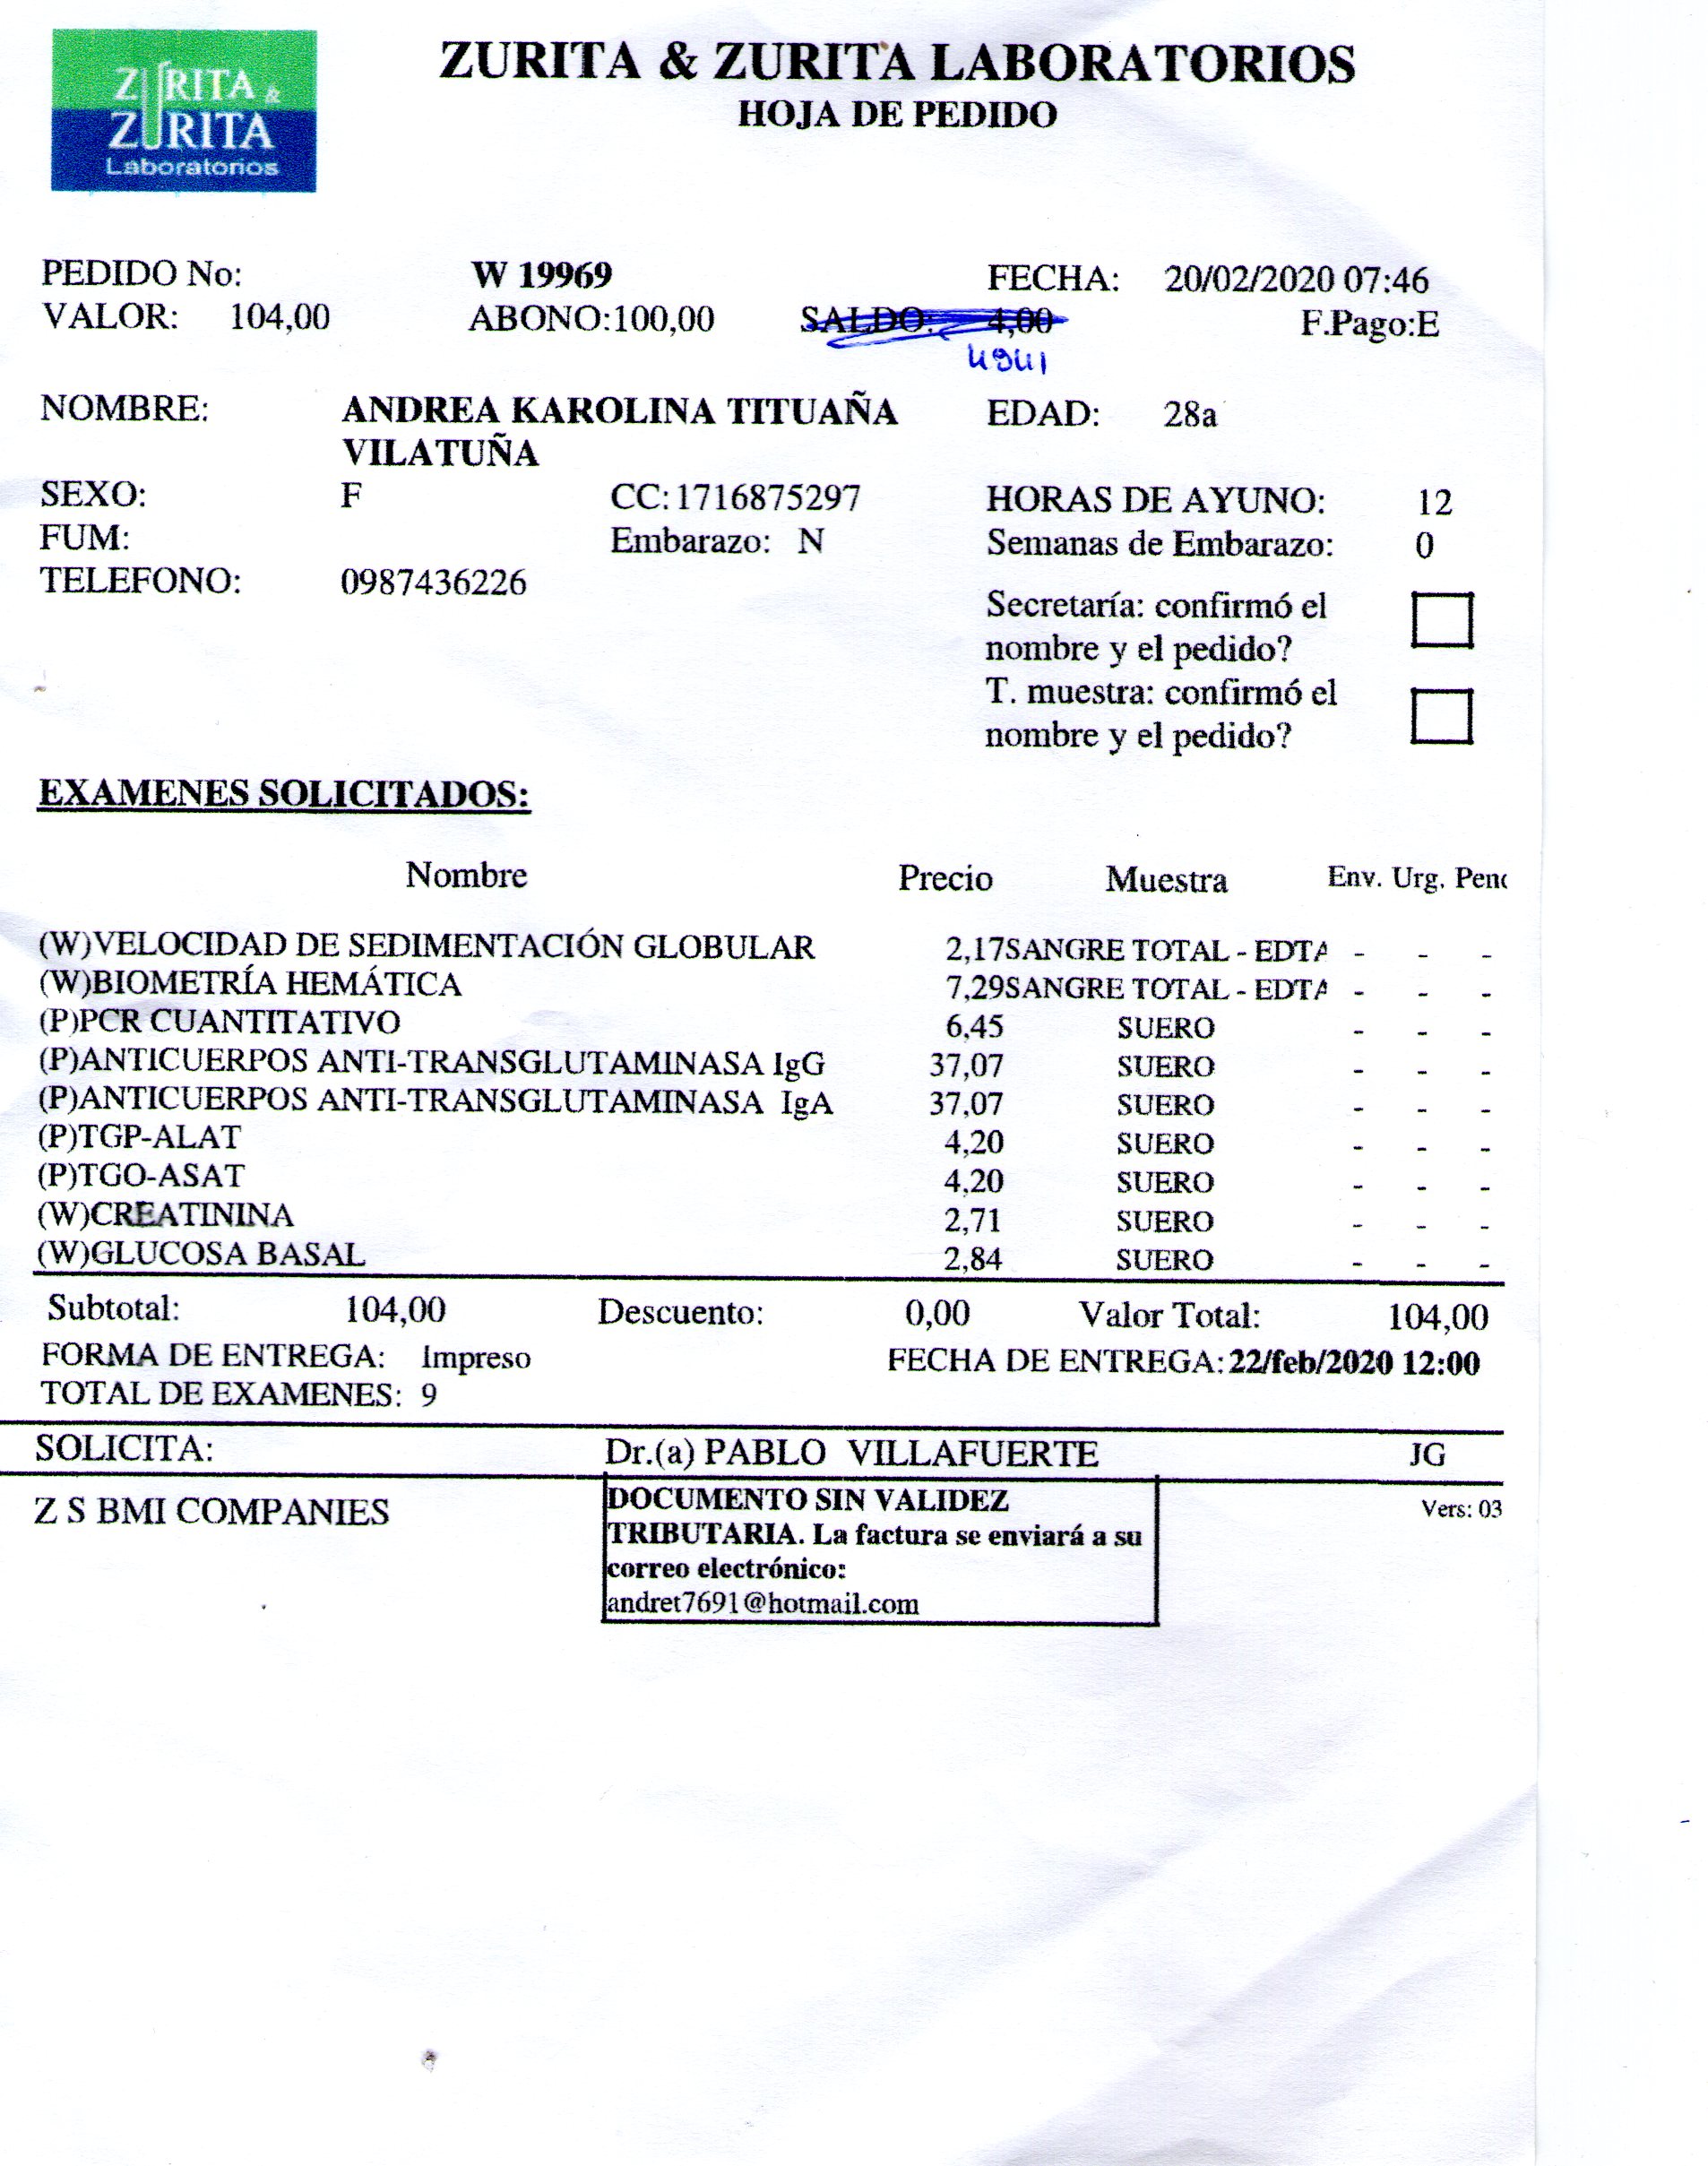 ZURITA &
ZURITA
Laboratorios
ZURITA & ZURITA LABORATORIOS
HOJA DE PEDIDO
PEDIDO No: W 19969 FECHA: 20/02/2020 07:46
VALOR: 104,00 ABONO:100,00 SALDO: 4,00 F.Pago:E
4941
NOMBRE: ANDREA KAROLINA TITUAÑA EDAD: 28a
VILATUÑA
SEXO: F CC:1716875297 HORAS DE AYUNO: 12
FUM: Embarazo: N Semanas de Embarazo: 0
TELEFONO: 0987436226
Secretaría: confirmó el
nombre y el pedido?
T. muestra: confirmó el
nombre y el pedido?
EXAMENES SOLICITADOS:
Nombre Precio Muestra Env. Urg. Pen
(W)VELOCIDAD DE SEDIMENTACIÓN GLOBULAR 2,17SANGRE TOTAL - EDTA - - -
(W)BIOMETRÍA HEMÁTICA 7,29SANGRE TOTAL - EDTA - - -
(P)PCR CUANTITATIVO 6,45 SUERO - - -
(P)ANTICUERPOS ANTI-TRANSGLUTAMINASA IgG 37,07 SUERO - - -
(P)ANTICUERPOS ANTI-TRANSGLUTAMINASA IgA 37,07 SUERO - - -
(P)TGP-ALAT 4,20 SUERO - - -
(P)TGO-ASAT 4,20 SUERO - - -
(W)CREATININA 2,71 SUERO - - -
(W)GLUCOSA BASAL 2,84 SUERO - - -
Subtotal: 104,00 Descuento: 0,00 Valor Total: 104,00
FORMA DE ENTREGA: Impreso FECHA DE ENTREGA: 22/feb/2020 12:00
TOTAL DE EXAMENES: 9
SOLICITA: Dr.(a) PABLO VILLAFUERTE JG
Z S BMI COMPANIES
DOCUMENTO SIN VALIDEZ
TRIBUTARIA. La factura se enviará a su
correo electrónico:
andret7691@hotmail.com
Vers: 03